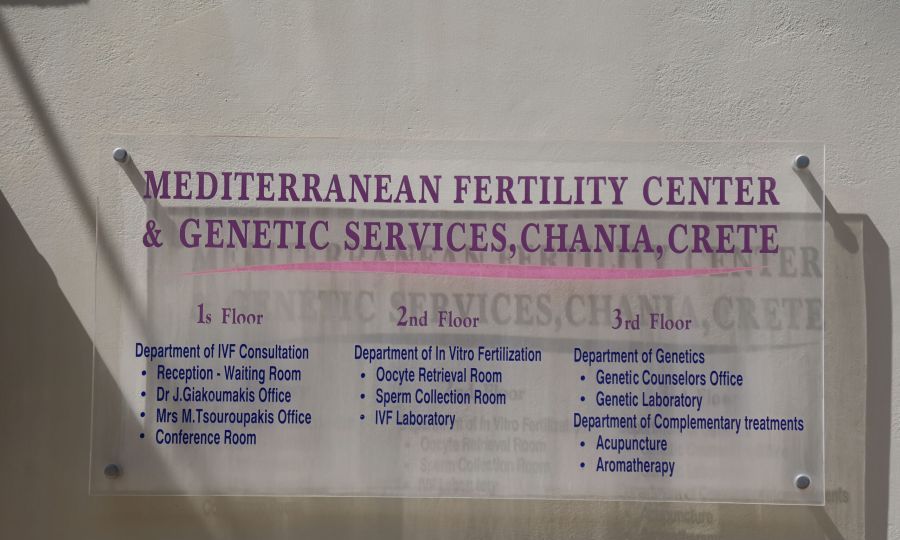 MEDITERRANEAN FERTILITY CENTER
& GENETIC SERVICES,CHANIA,CRETE
1s Floor
Department of IVF Consultation
• Reception - Waiting Room
• Dr J.Giakoumakis Office
• Mrs M.Tsouroupakis Office
• Conference Room
2nd Floor
Department of In Vitro Fertilization
• Oocyte Retrieval Room
• Sperm Collection Room
• IVF Laboratory
3rd Floor
Department of Genetics
• Genetic Counselors Office
• Genetic Laboratory
Department of Complementary treatments
• Acupuncture
• Aromatherapy